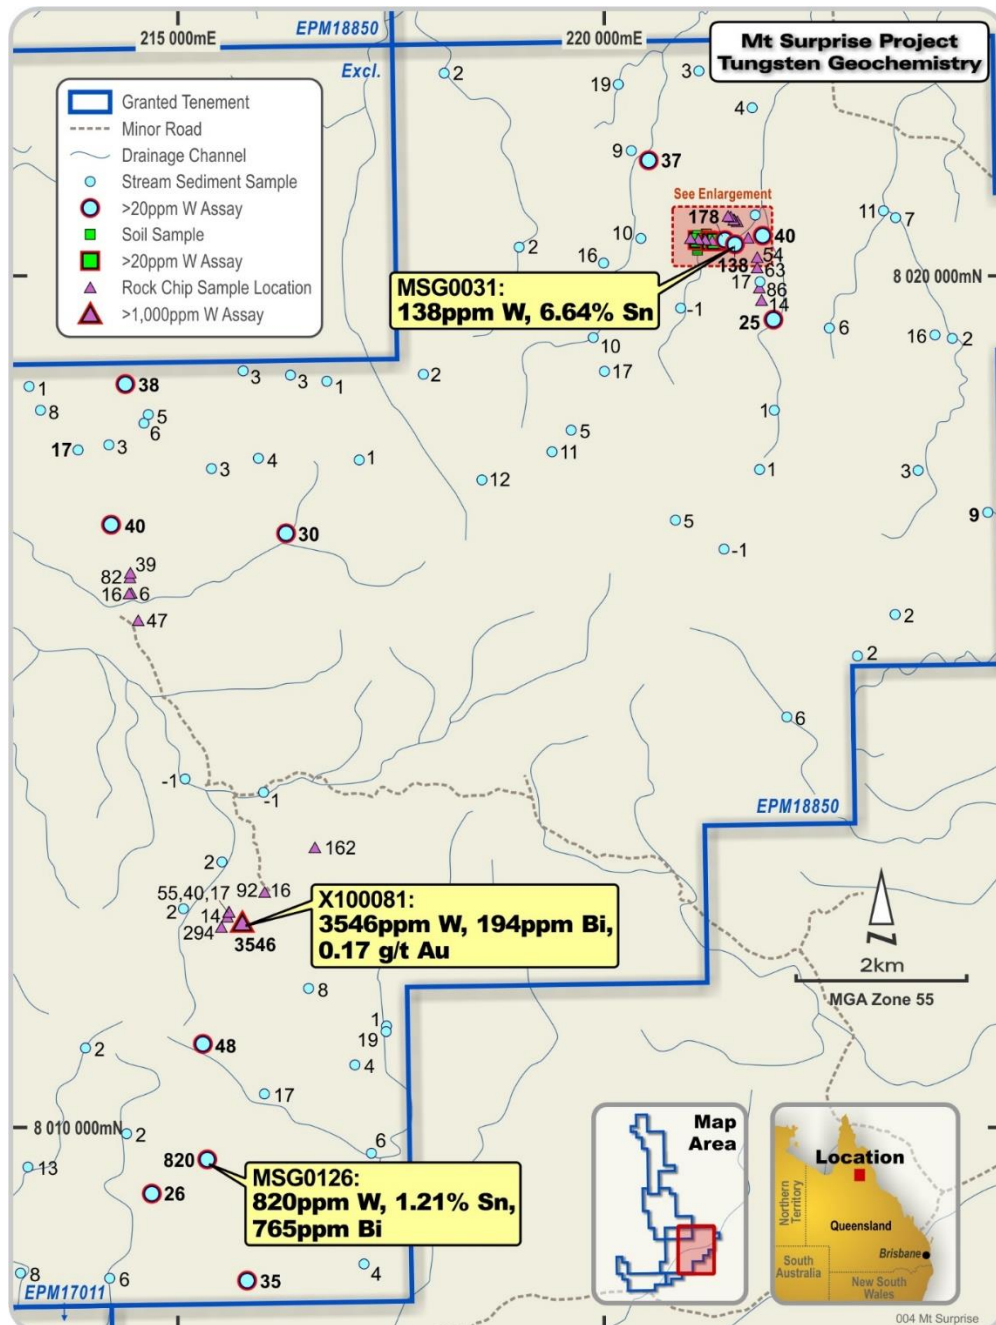 EPM18850
215 000mE
220 000mE
Mt Surprise Project
Tungsten Geochemistry
Excl.
Granted Tenement
Minor Road
Drainage Channel
Stream Sediment Sample
>20ppm W Assay
Soil Sample
>20ppm W Assay
Rock Chip Sample Location
>1,000ppm W Assay
2
19
3
4
9
37
See Enlargement
178
11
7
2
10
40
16
138
54
63
17
86
14
8 020 000mN
MSG0031:
138ppm W, 6.64% Sn
-1
25
6
16
2
10
17
1
38
3
3
1
2
8
5
6
1
17
3
5
11
3
4
1
12
1
3
40
30
5
9
-1
39
82
16
6
47
2
2
6
-1
-1
EPM18850
162
2
55,40,17
92
16
2
14
294
3546
X100081:
3546ppm W, 194ppm Bi,
0.17 g/t Au
N
2km
MGA Zone 55
8
1
19
48
2
4
17
8 010 000mN
2
6
13
820
26
MSG0126:
820ppm W, 1.21% Sn,
765ppm Bi
8
6
35
4
EPM17011
Map
Area
Location
Northern
Territory
Queensland
Brisbane
South
Australia
New South
Wales
004 Mt Surprise